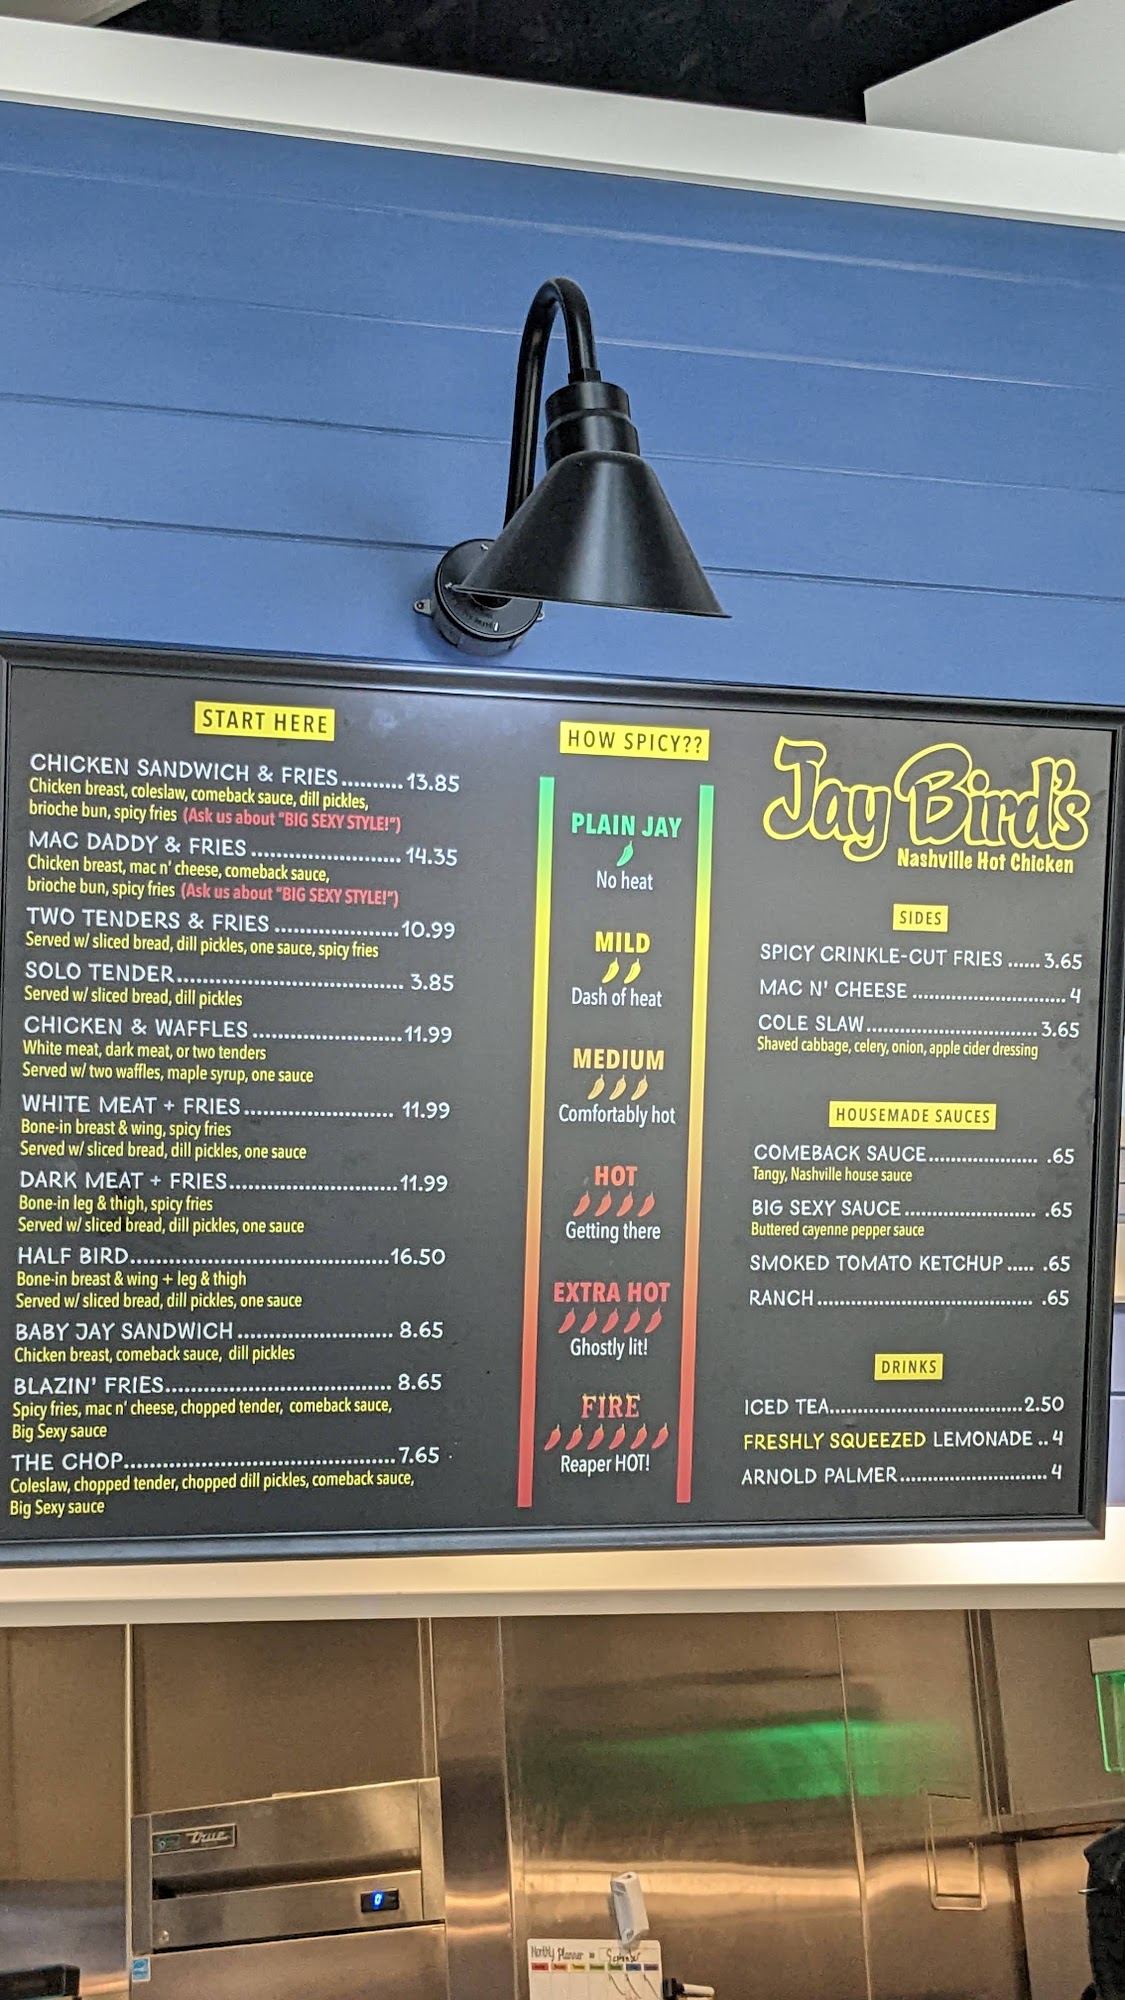 START HERE
CHICKEN SANDWICH & FRIES..........13.85
Chicken breast, coleslaw, comeback sauce, dill pickles,
brioche bun, spicy fries (Ask us about "BIG SEXY STYLE!")
MAC DADDY & FRIES......................... 14.35
Chicken breast, mac n' cheese, comeback sauce,
brioche bun, spicy fries (Ask us about "BIG SEXY STYLE!")
TWO TENDERS & FRIES .....................10.99
Served w/ sliced bread, dill pickles, one sauce, spicy fries
SOLO TENDER...................................... 3.85
Served w/ sliced bread, dill pickles
CHICKEN & WAFFLES .........................11.99
White meat, dark meat, or two tenders
Served w/ two waffles, maple syrup, one sauce
WHITE MEAT + FRIES......................... 11.99
Bone-in breast & wing, spicy fries
Served w/ sliced bread, dill pickles, one sauce
DARK MEAT + FRIES............................11.99
Bone-in leg & thigh, spicy fries
Served w/ sliced bread, dill pickles, one sauce
HALF BIRD...........................................16.50
Bone-in breast & wing + leg & thigh
Served w/ sliced bread, dill pickles, one sauce
BABY JAY SANDWICH.......................... 8.65
Chicken breast, comeback sauce, dill pickles
BLAZIN' FRIES...................................... 8.65
Spicy fries, mac n' cheese, chopped tender, comeback sauce,
Big Sexy sauce
THE CHOP.............................................7.65
Coleslaw, chopped tender, chopped dill pickles, comeback sauce,
Big Sexy sauce
HOW SPICY??
PLAIN JAY
No heat
MILD
Dash of heat
MEDIUM
Comfortably hot
HOT
Getting there
EXTRA HOT
Ghostly lit!
FIRE
Reaper HOT!
Jay Bird's
Nashville Hot Chicken
SIDES
SPICY CRINKLE-CUT FRIES ...... 3.65
MAC N' CHEESE ..........................4
COLE SLAW.............................3.65
Shaved cabbage, celery, onion, apple cider dressing
HOUSEMADE SAUCES
COMEBACK SAUCE................... .65
Tangy, Nashville house sauce
BIG SEXY SAUCE....................... .65
Buttered cayenne pepper sauce
SMOKED TOMATO KETCHUP ..... .65
RANCH..................................... .65
DRINKS
ICED TEA.................................2.50
FRESHLY SQUEEZED LEMONADE ..4
ARNOLD PALMER.........................4
True
Monthly Planner
September